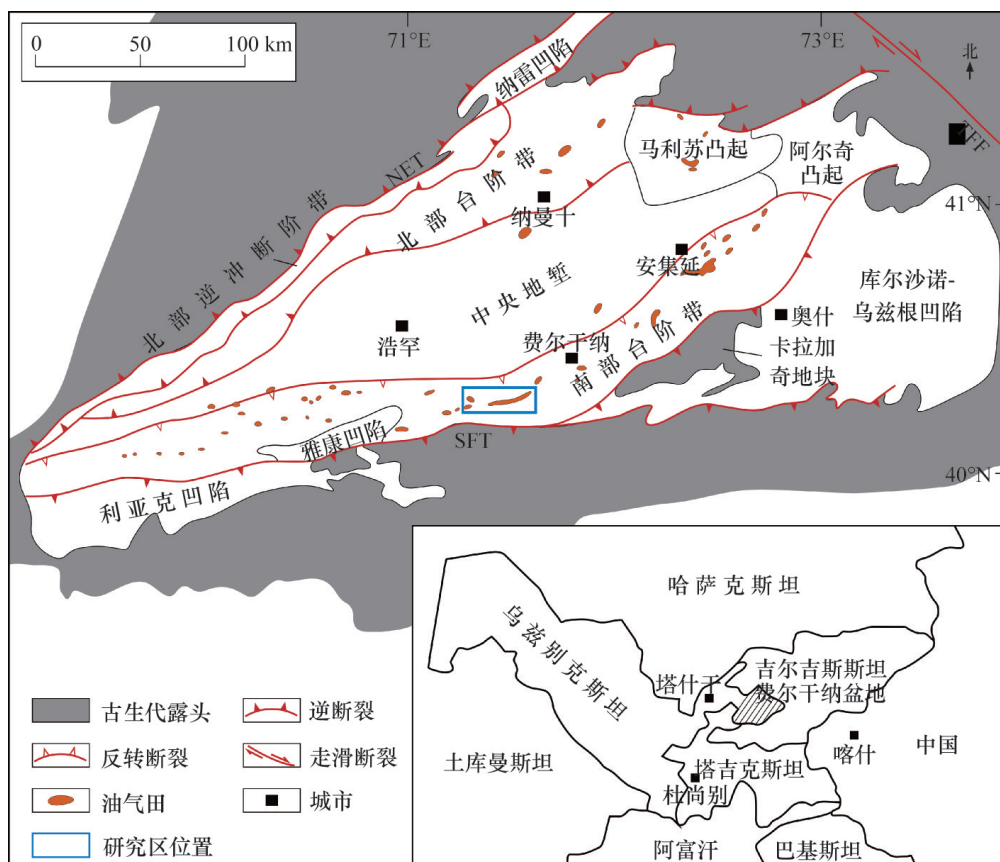 0 50 100 km
71°E
73°E
北
TFF
纳雷凹陷
马利苏凸起
阿尔奇
凸起
NET
北部逆冲断阶带
北部台阶带
纳曼干
41°N
安集延
中央地堑
库尔沙诺-
乌兹根凹陷
浩罕
费尔干纳
南部台阶带
奥什
卡拉加
奇地块
雅康凹陷
SFT
40°N
利亚克凹陷
古生代露头
逆断裂
反转断裂
走滑断裂
油气田
城市
研究区位置
哈萨克斯坦
乌兹别克斯坦
吉尔吉斯斯坦
塔什干
费尔干纳盆地
喀什
中国
土库曼斯坦
塔吉克斯坦
杜尚别
阿富汗
巴基斯坦